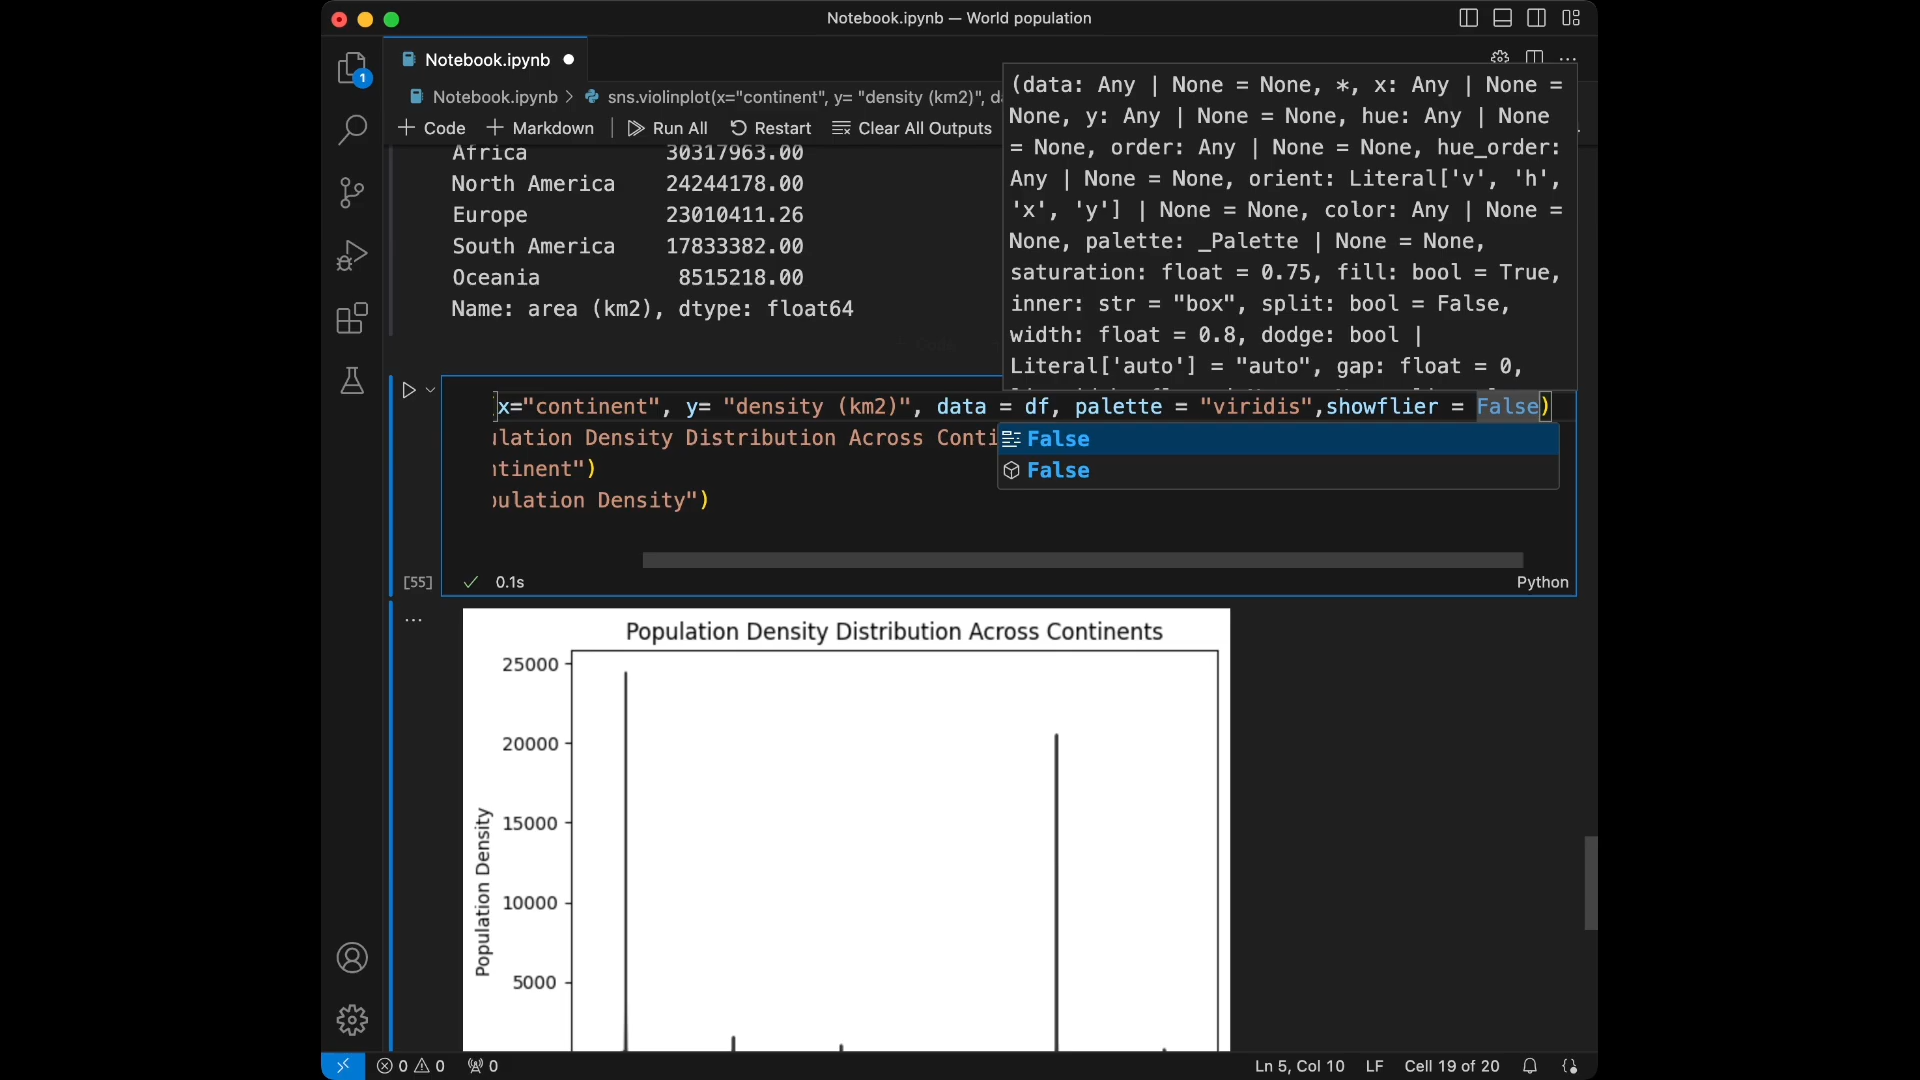 Notebook.ipynb — World population
1
Notebook.ipynb
Notebook.ipynb > sns.violinplot(x="continent", y= "density (km2)", da
+ Code + Markdown Run All Restart Clear All Outputs
Africa 30317963.00
North America 24244178.00
Europe 23010411.26
South America 17833382.00
Oceania 8515218.00
Name: area (km2), dtype: float64
(data: Any | None = None, *, x: Any | None =
None, y: Any | None = None, hue: Any | None
= None, order: Any | None = None, hue_order:
Any | None = None, orient: Literal['v', 'h',
'x', 'y'] | None = None, color: Any | None =
None, palette: _Palette | None = None,
saturation: float = 0.75, fill: bool = True,
inner: str = "box", split: bool = False,
width: float = 0.8, dodge: bool |
Literal['auto'] = "auto", gap: float = 0,
(x="continent", y= "density (km2)", data = df, palette = "viridis",showflier = False)
ulation Density Distribution Across Conti
False
False
ntinent")
pulation Density")
[55] 0.1s Python
Population Density Distribution Across Continents
25000
20000
15000
10000
5000
Population Density
0 0 0 Ln 5, Col 10 LF Cell 19 of 20